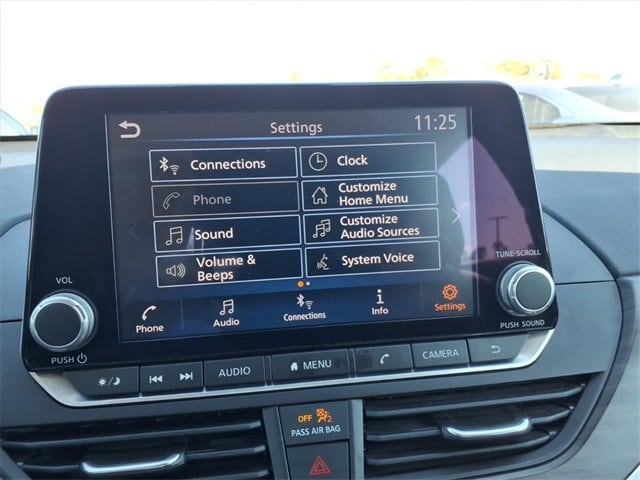 Settings 11:25
Connections
Clock
Phone
Customize
Home Menu
Sound
Customize
Audio Sources
Volume &
Beeps
System Voice
Phone
Audio
Connections
Info
Settings
VOL
PUSH
TUNE·SCROLL
PUSH SOUND
AUDIO
MENU
CAMERA
OFF 2
PASS AIR BAG